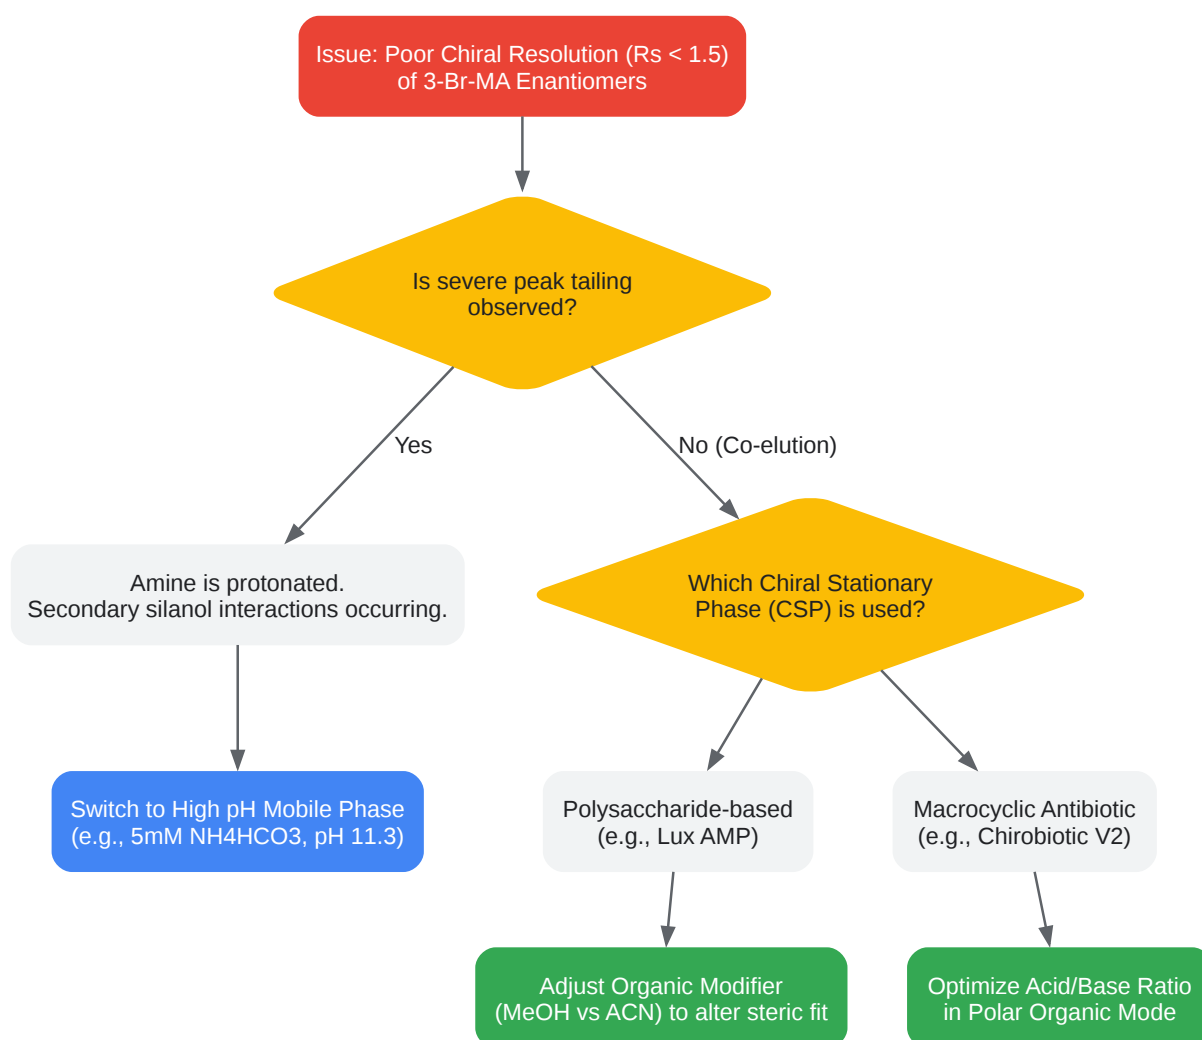 Issue: Poor Chiral Resolution (Rs < 1.5)
of 3-Br-MA Enantiomers
Is severe peak tailing
observed?
Yes
No (Co-elution)
Amine is protonated.
Secondary silanol interactions occurring.
Which Chiral Stationary
Phase (CSP) is used?
Switch to High pH Mobile Phase
(e.g., 5mM NH4HCO3, pH 11.3)
Polysaccharide-based
(e.g., Lux AMP)
Macrocyclic Antibiotic
(e.g., Chirobiotic V2)
Adjust Organic Modifier
(MeOH vs ACN) to alter steric fit
Optimize Acid/Base Ratio
in Polar Organic Mode